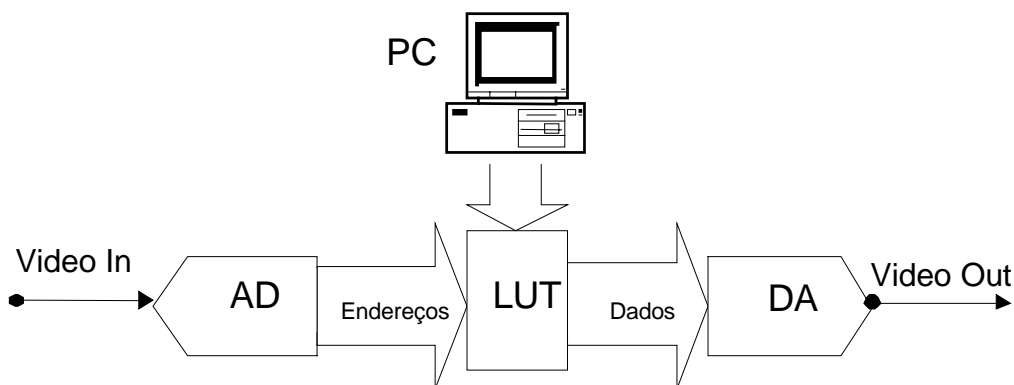 PC
Video In
AD
Endereços
LUT
Dados
DA
Video Out